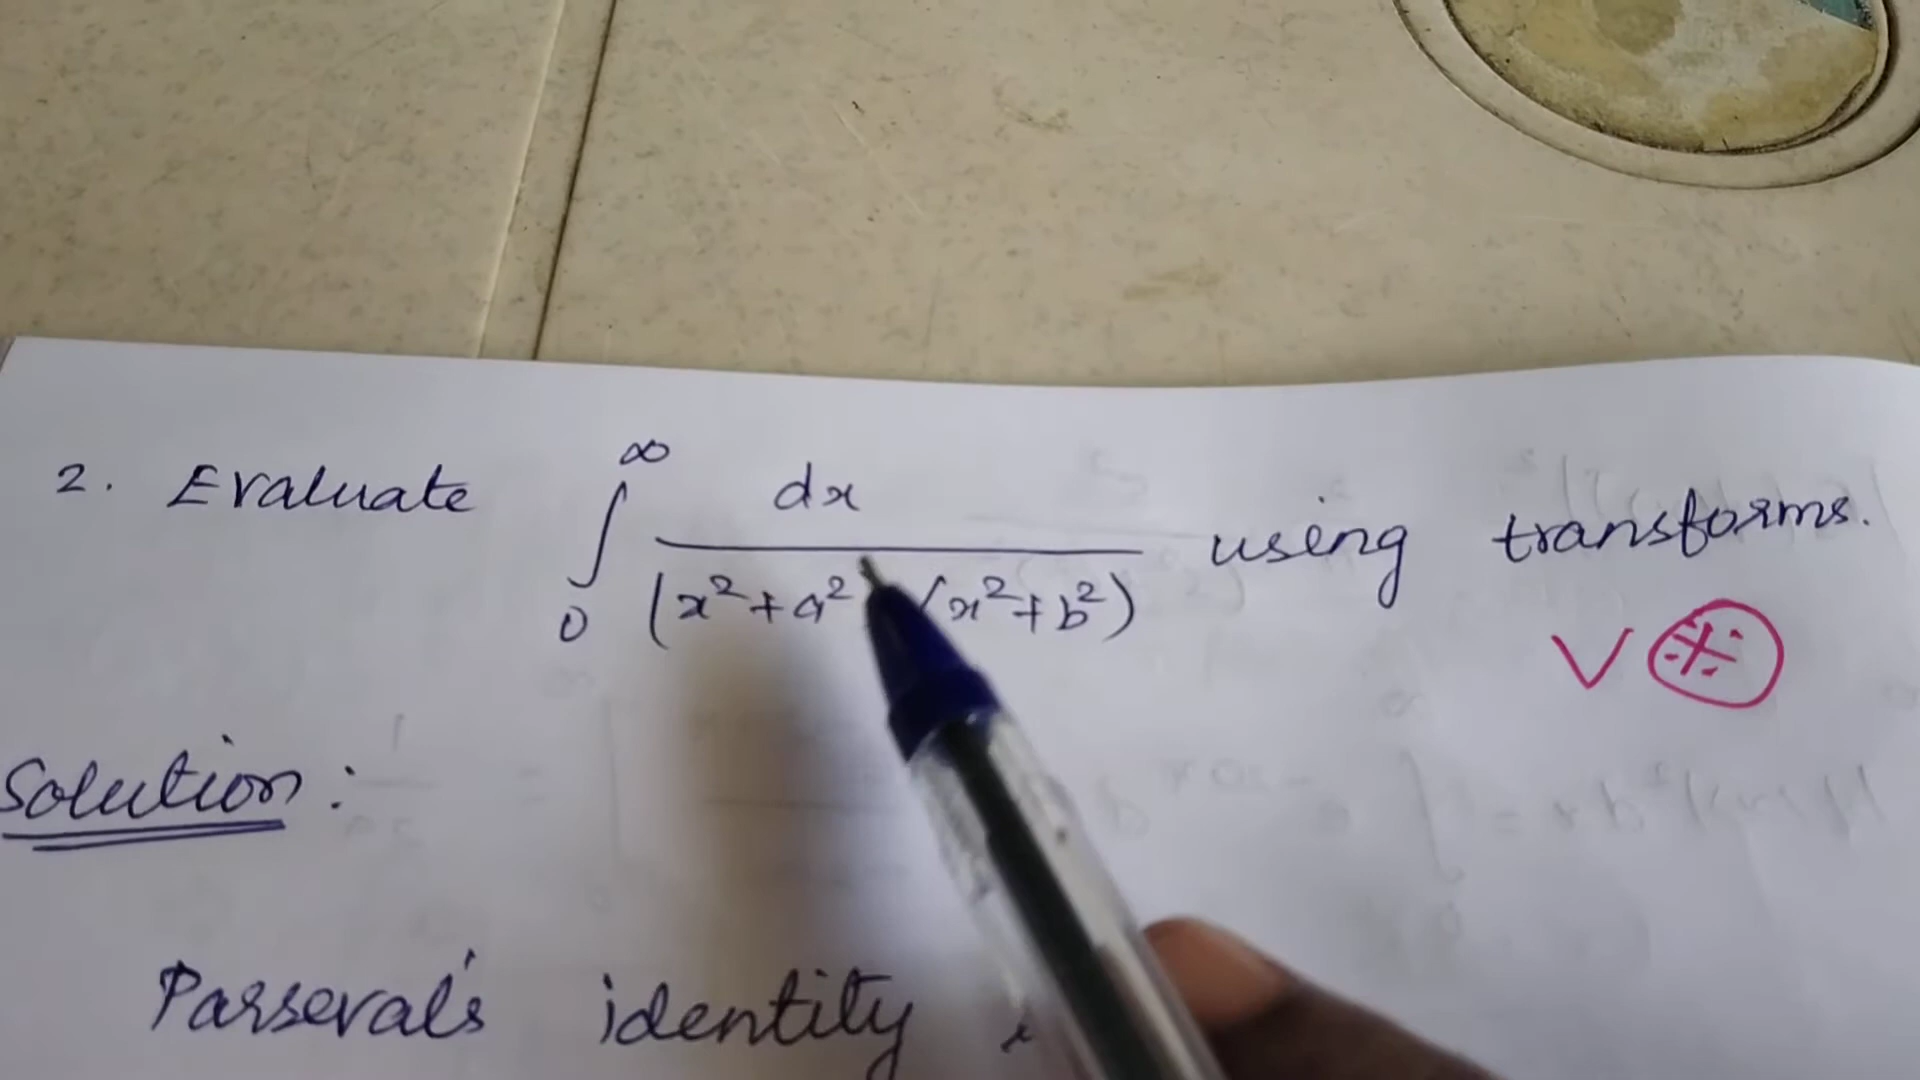 2. Evaluate ∫₀^∞ dx / (x²+a² (x²+b²) using transforms.
V
Solution:
Parseval's identity